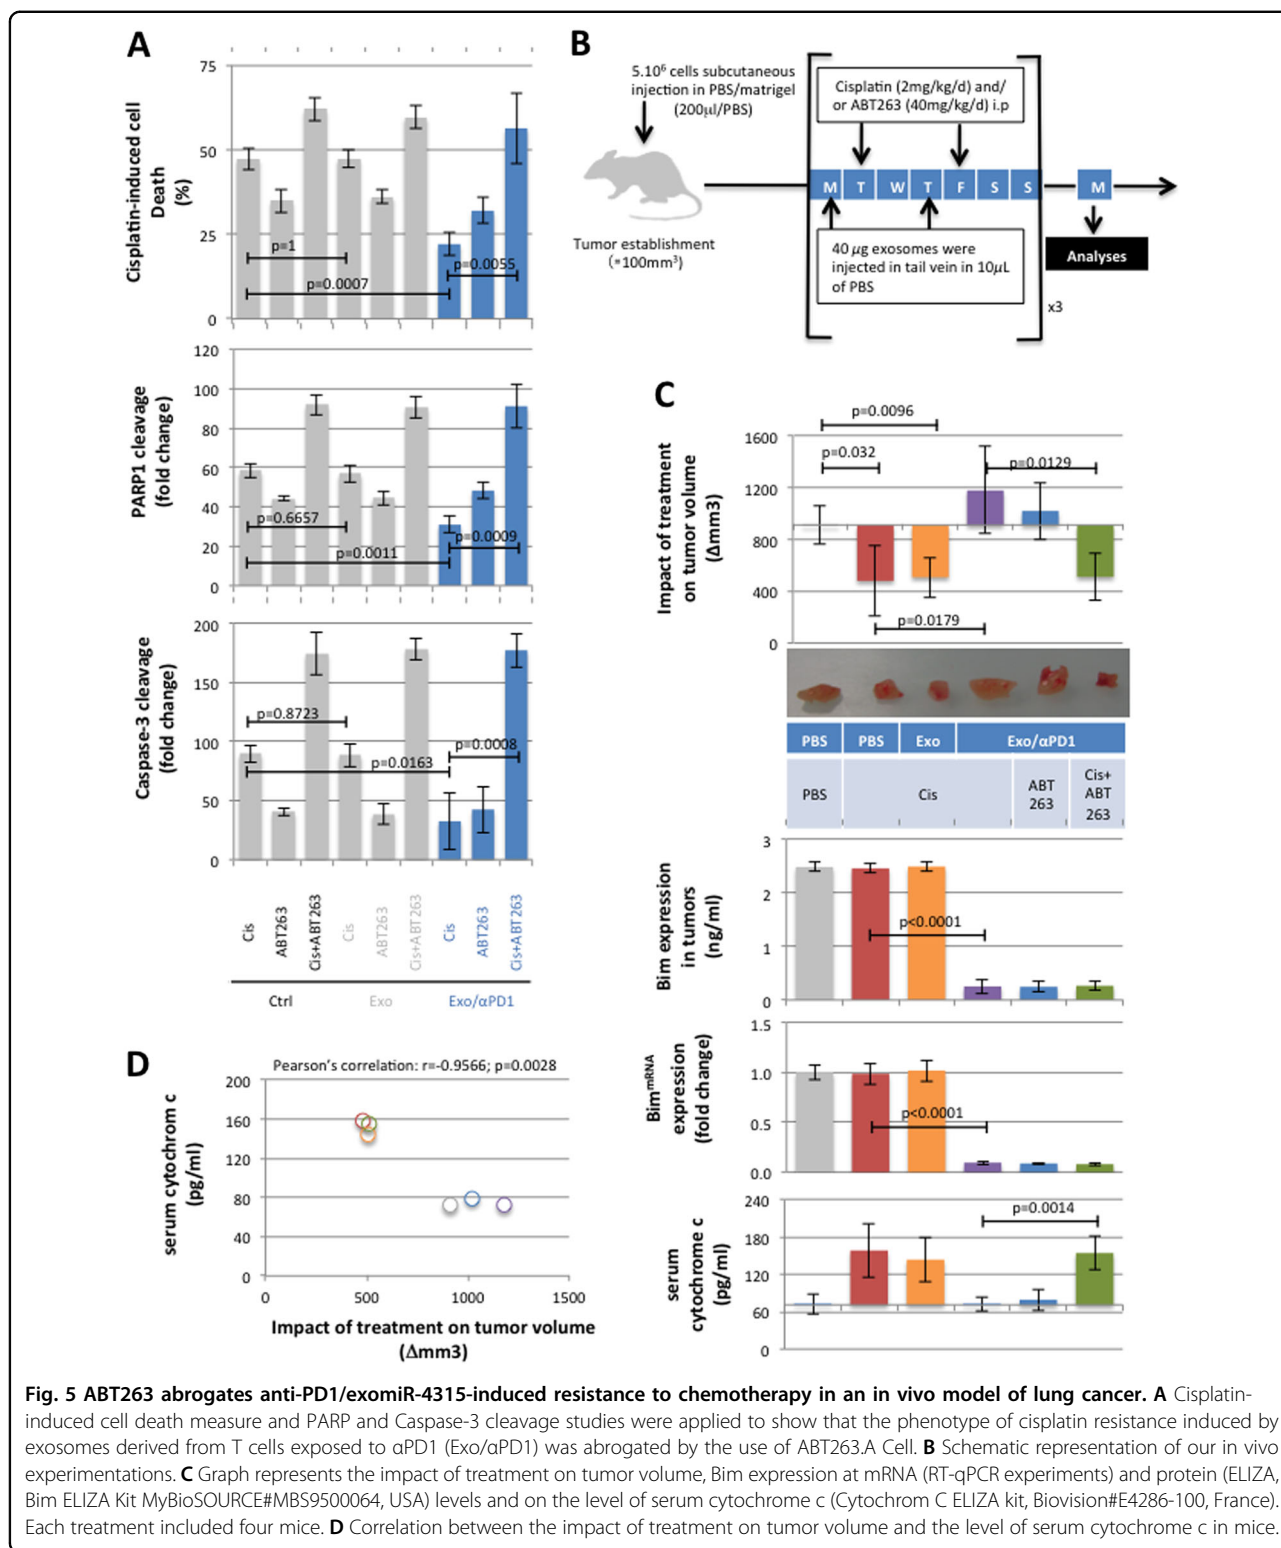 A
75
50
25
0
Cisplatin-induced cell
Death
(%)
p=1
p=0.0007
p=0.0055
120
100
80
60
40
20
0
PARP1 cleavage
(fold change)
p=0.6657
p=0.0011
p=0.0009
200
150
100
50
0
Caspase-3 cleavage
(fold change)
p=0.8723
p=0.0163
p=0.0008
Cis
ABT263
Cis+ABT263
Cis
ABT263
Cis+ABT263
Cis
ABT263
Cis+ABT263
Ctrl
Exo
Exo/αPD1
B
5.10⁶ cells subcutaneous
injection in PBS/matrigel
(200µl/PBS)
Tumor establishment
(≈100mm³)
Cisplatin (2mg/kg/d) and/
or ABT263 (40mg/kg/d) i.p
M T W T F S S
M
40 µg exosomes were
injected in tail vein in 10µL
of PBS
x3
Analyses
C
p=0.0096
p=0.032
p=0.0129
p=0.0179
1600
1200
800
400
0
Impact of treatment
on tumor volume
(Δmm3)
PBS PBS Exo Exo/αPD1
PBS Cis ABT 263 Cis+ ABT 263
3
2
1
0
Bim expression
in tumors
(ng/ml)
p<0.0001
1.5
1.0
0.5
0.0
Bimᵐᴿᴺᴬ
expression
(fold change)
p<0.0001
240
180
120
60
0
serum
cytochrome c
(pg/ml)
p=0.0014
D
Pearson's correlation: r=-0.9566; p=0.0028
200
160
120
80
40
0
serum cytochrom c
(pg/ml)
0 500 1000 1500
Impact of treatment on tumor volume
(Δmm3)
Fig. 5 ABT263 abrogates anti-PD1/exomiR-4315-induced resistance to chemotherapy in an in vivo model of lung cancer. A Cisplatin-
induced cell death measure and PARP and Caspase-3 cleavage studies were applied to show that the phenotype of cisplatin resistance induced by
exosomes derived from T cells exposed to αPD1 (Exo/αPD1) was abrogated by the use of ABT263.A Cell. B Schematic representation of our in vivo
experimentations. C Graph represents the impact of treatment on tumor volume, Bim expression at mRNA (RT-qPCR experiments) and protein (ELIZA,
Bim ELIZA Kit MyBioSOURCE#MBS9500064, USA) levels and on the level of serum cytochrome c (Cytochrom C ELIZA kit, Biovision#E4286-100, France).
Each treatment included four mice. D Correlation between the impact of treatment on tumor volume and the level of serum cytochrome c in mice.